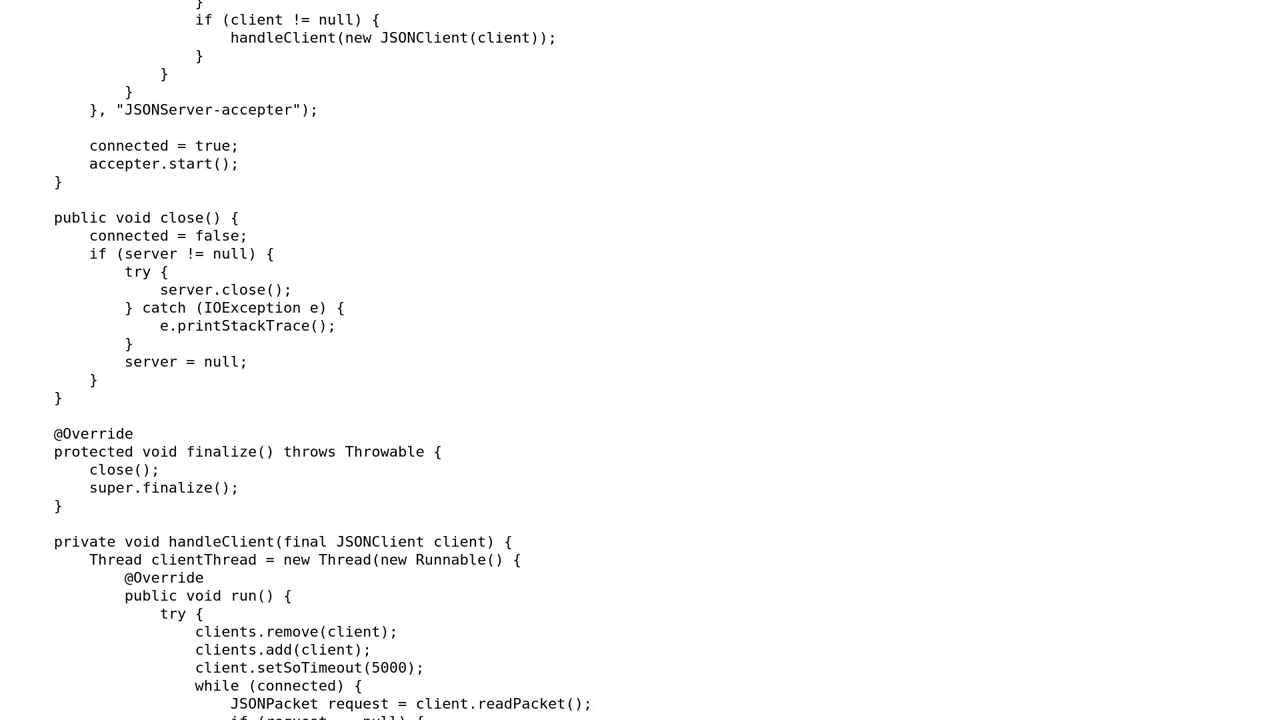 }
if (client != null) {
handleClient(new JSONClient(client));
}
}
}
}, "JSONServer-accepter");
connected = true;
accepter.start();
}
public void close() {
connected = false;
if (server != null) {
try {
server.close();
} catch (IOException e) {
e.printStackTrace();
}
server = null;
}
}
@Override
protected void finalize() throws Throwable {
close();
super.finalize();
}
private void handleClient(final JSONClient client) {
Thread clientThread = new Thread(new Runnable() {
@Override
public void run() {
try {
clients.remove(client);
clients.add(client);
client.setSoTimeout(5000);
while (connected) {
JSONPacket request = client.readPacket();